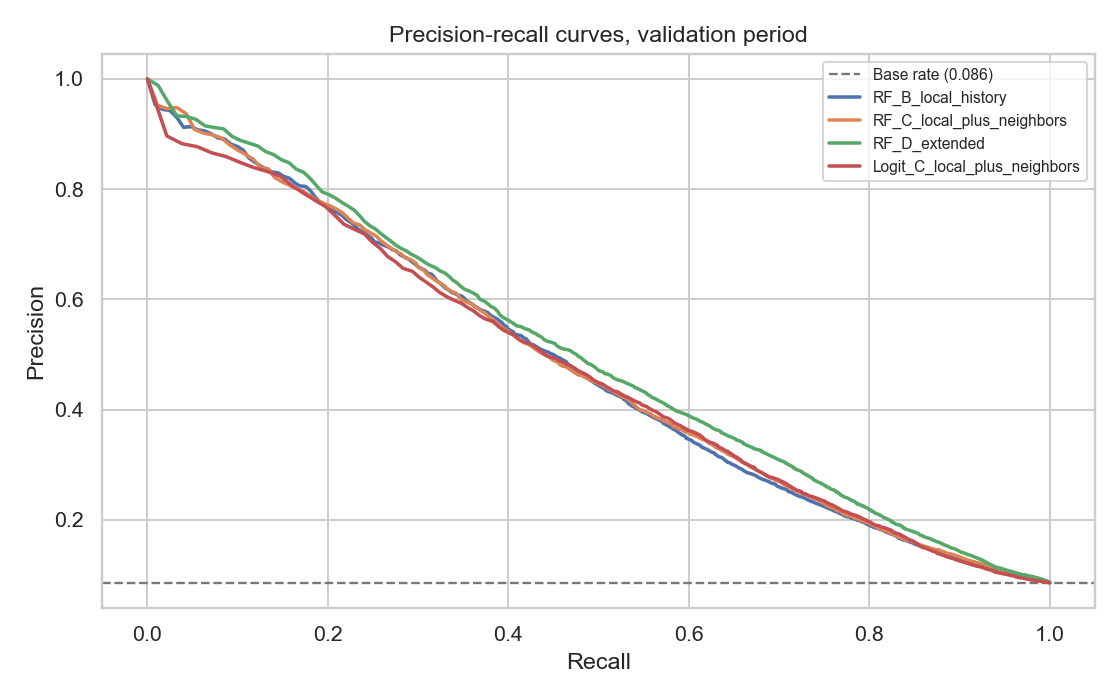 Precision-recall curves, validation period
Base rate (0.086)
RF_B_local_history
RF_C_local_plus_neighbors
RF_D_extended
Logit_C_local_plus_neighbors
Precision
1.0
0.8
0.6
0.4
0.2
0.0 0.2 0.4 0.6 0.8 1.0
Recall